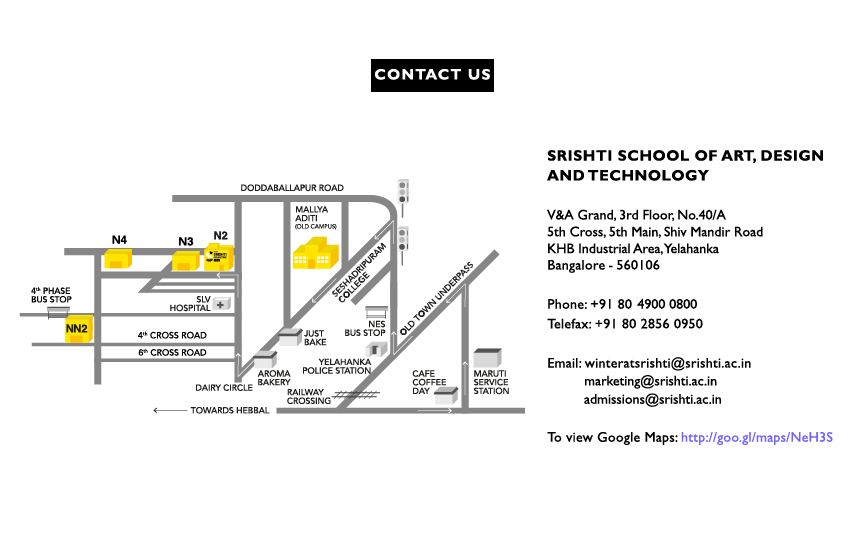 CONTACT US
SRISHTI SCHOOL OF ART, DESIGN
AND TECHNOLOGY
V&A Grand, 3rd Floor, No.40/A
5th Cross, 5th Main, Shiv Mandir Road
KHB Industrial Area, Yelahanka
Bangalore - 560106
Phone: +91 80 4900 0800
Telefax: +91 80 2856 0950
Email: winteratsrishti@srishti.ac.in
marketing@srishti.ac.in
admissions@srishti.ac.in
To view Google Maps: http://goo.gl/maps/NeH3S
DODDABALLAPUR ROAD
MALLYA
ADITI
(OLD CAMPUS)
N4
N3
N2
SESHADRIPURAM
COLLEGE
OLD TOWN UNDERPASS
4th PHASE
BUS STOP
SLV
HOSPITAL
NN2
4th CROSS ROAD
6th CROSS ROAD
JUST
BAKE
NES
BUS STOP
YELAHANKA
POLICE STATION
AROMA
BAKERY
DAIRY CIRCLE
RAILWAY
CROSSING
CAFE
COFFEE
DAY
MARUTI
SERVICE
STATION
TOWARDS HEBBAL